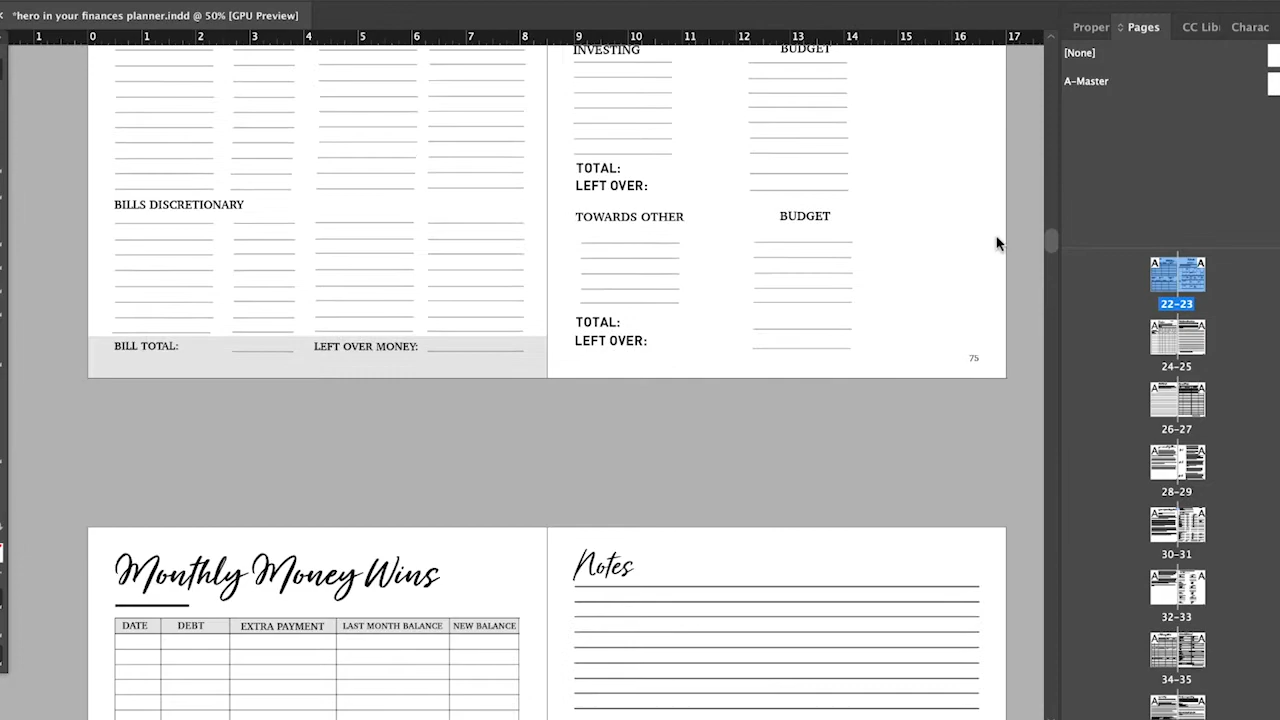 *hero in your finances planner.indd @ 50% [GPU Preview]
Proper Pages CC Lib Charac
1 0 1 2 3 4 5 6 7 8 9 10 11 12 13 14 15 16 17
[None]
A-Master
INVESTING BUDGET
TOTAL:
LEFT OVER:
BILLS DISCRETIONARY
TOWARDS OTHER BUDGET
TOTAL:
LEFT OVER:
BILL TOTAL: LEFT OVER MONEY:
75
Monthly Money Wins
DATE DEBT EXTRA PAYMENT LAST MONTH BALANCE NEW BALANCE
Notes
A A
22-23
A
24-25
26-27
28-29
30-31
32-33
34-35